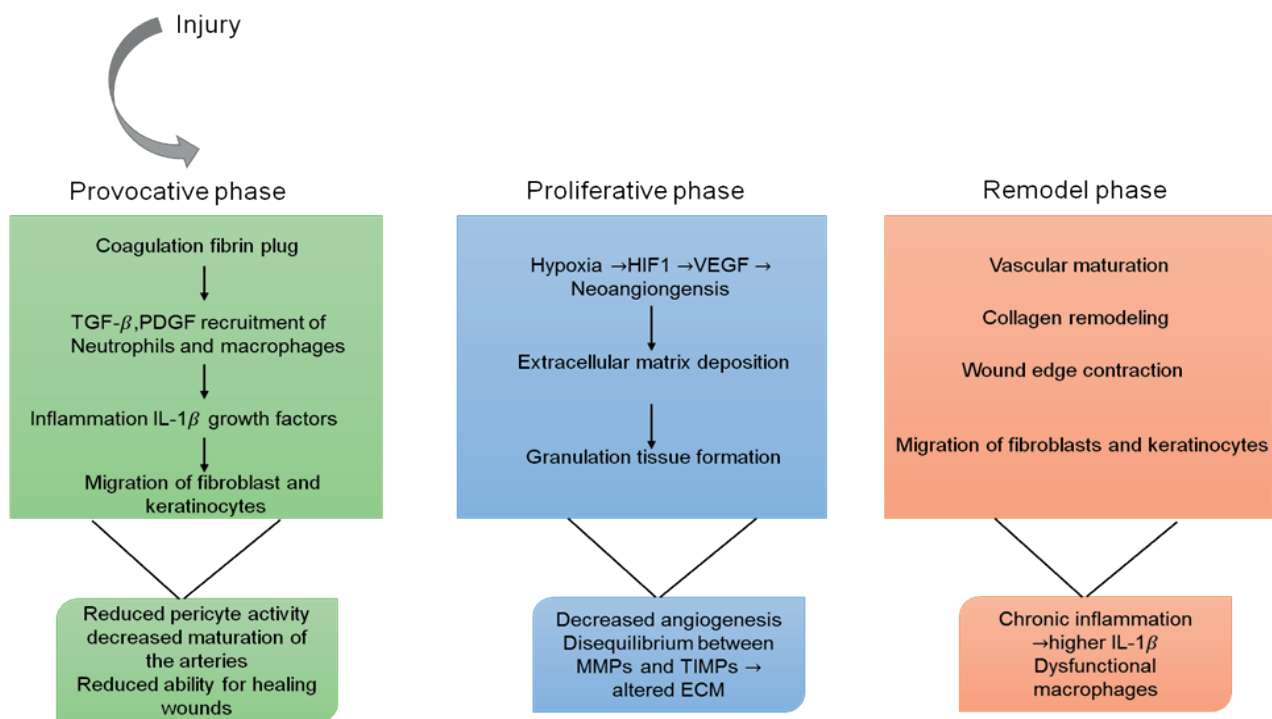 Injury
Provocative phase
Coagulation fibrin plug
TGF-β,PDGF recruitment of
Neutrophils and macrophages
Inflammation IL-1β growth factors
Migration of fibroblast and
keratinocytes
Reduced pericyte activity
decreased maturation of
the arteries
Reduced ability for healing
wounds
Proliferative phase
Hypoxia →HIF1 →VEGF →
Neoangiongensis
Extracellular matrix deposition
Granulation tissue formation
Decreased angiogenesis
Disequilibrium between
MMPs and TIMPs →
altered ECM
Remodel phase
Vascular maturation
Collagen remodeling
Wound edge contraction
Migration of fibroblasts and keratinocytes
Chronic inflammation
→higher IL-1β
Dysfunctional
macrophages